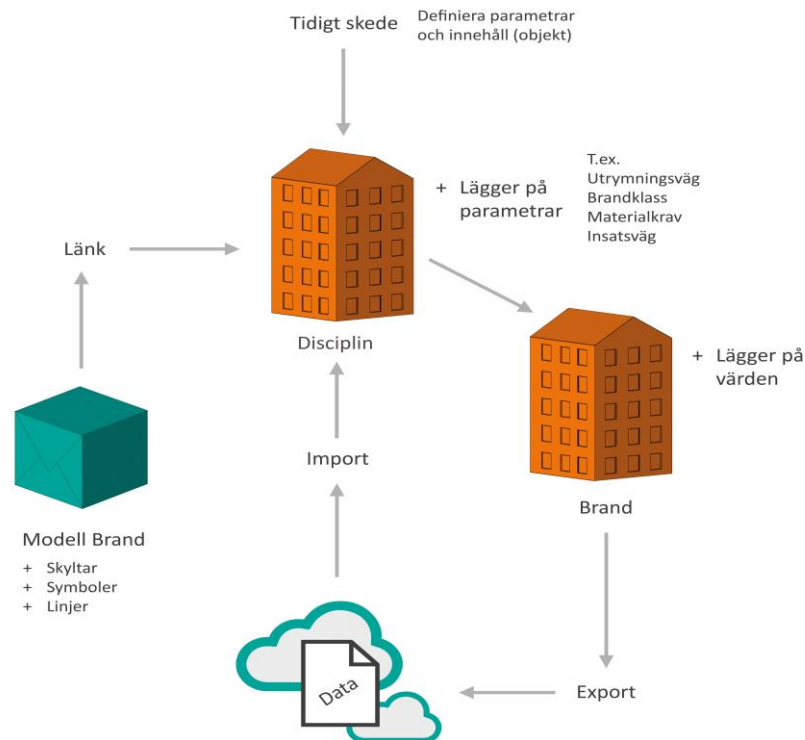 Tidigt skede
Definiera parametrar
och innehåll (objekt)
+ Lägger på
parametrar
T.ex.
Utrymningsväg
Brandklass
Materialkrav
Insatsväg
Länk
Disciplin
+ Lägger på
värden
Import
Brand
Modell Brand
+ Skyltar
+ Symboler
+ Linjer
Data
Export